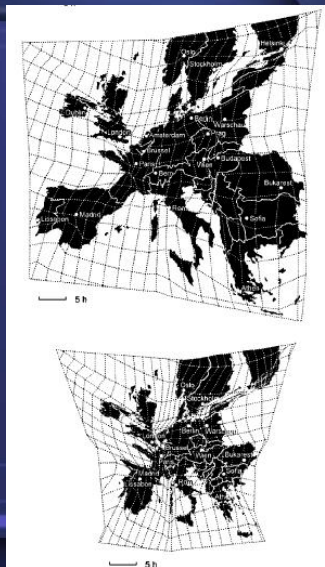 Oslo
Helsinki
Stockholm
Dublin
London
Amsterdam
Berlin
Warschau
Brüssel
Prag
Paris
Wien
Budapest
Bern
Bukarest
Rom
Madrid
Lissabon
Sofia
5 h
Oslo
Stockholm
London
Berlin
Warschau
Brüssel
Wien
Bukarest
Madrid
Rom
Sofia
Lissabon
5 h